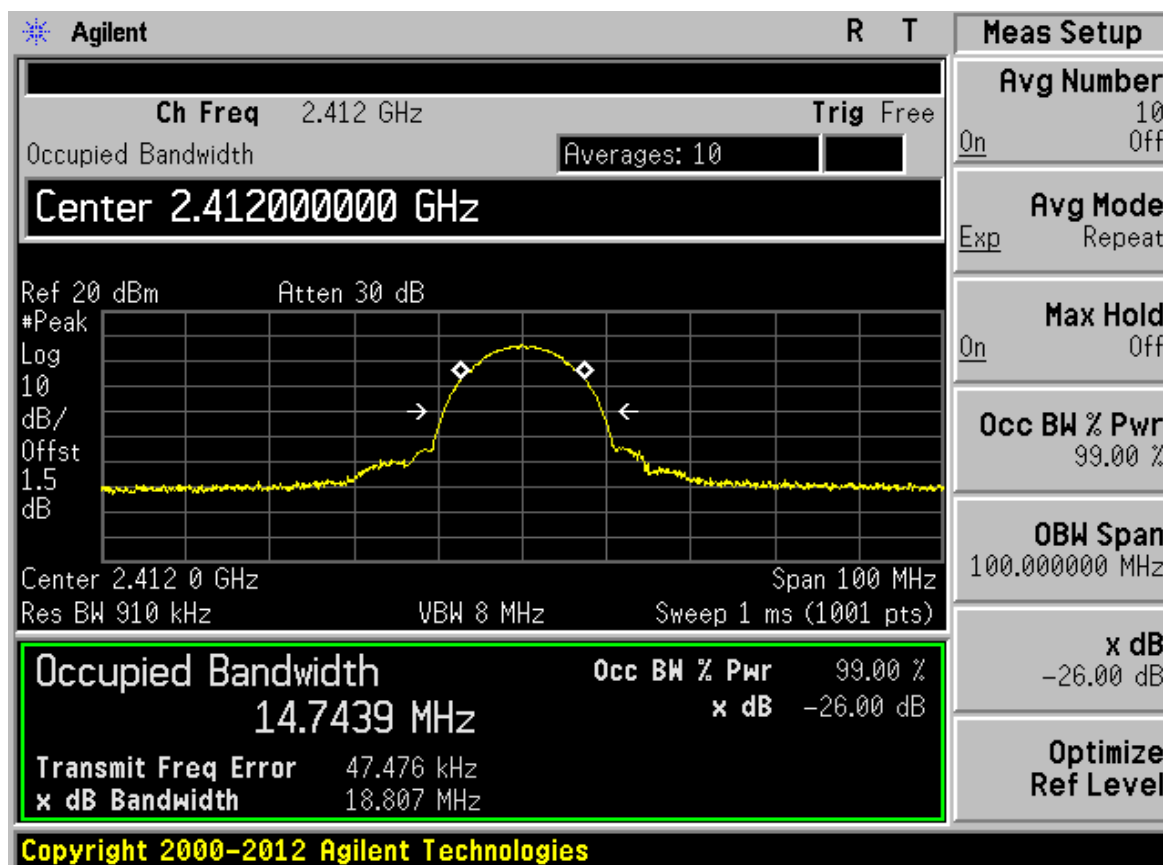 Agilent R T
Ch Freq 2.412 GHz Trig Free
Occupied Bandwidth Averages: 10
Center 2.412000000 GHz
Ref 20 dBm Atten 30 dB
#Peak
Log
10
dB/
Offst
1.5
dB
Center 2.412 0 GHz Span 100 MHz
Res BW 910 kHz VBW 8 MHz Sweep 1 ms (1001 pts)
Occupied Bandwidth Occ BW % Pwr 99.00 %
14.7439 MHz x dB -26.00 dB
Transmit Freq Error 47.476 kHz
x dB Bandwidth 18.807 MHz
Copyright 2000-2012 Agilent Technologies
Meas Setup
Avg Number
10
On Off
Avg Mode
Exp Repeat
Max Hold
On Off
Occ BW % Pwr
99.00 %
OBW Span
100.000000 MHz
x dB
-26.00 dB
Optimize
Ref Level